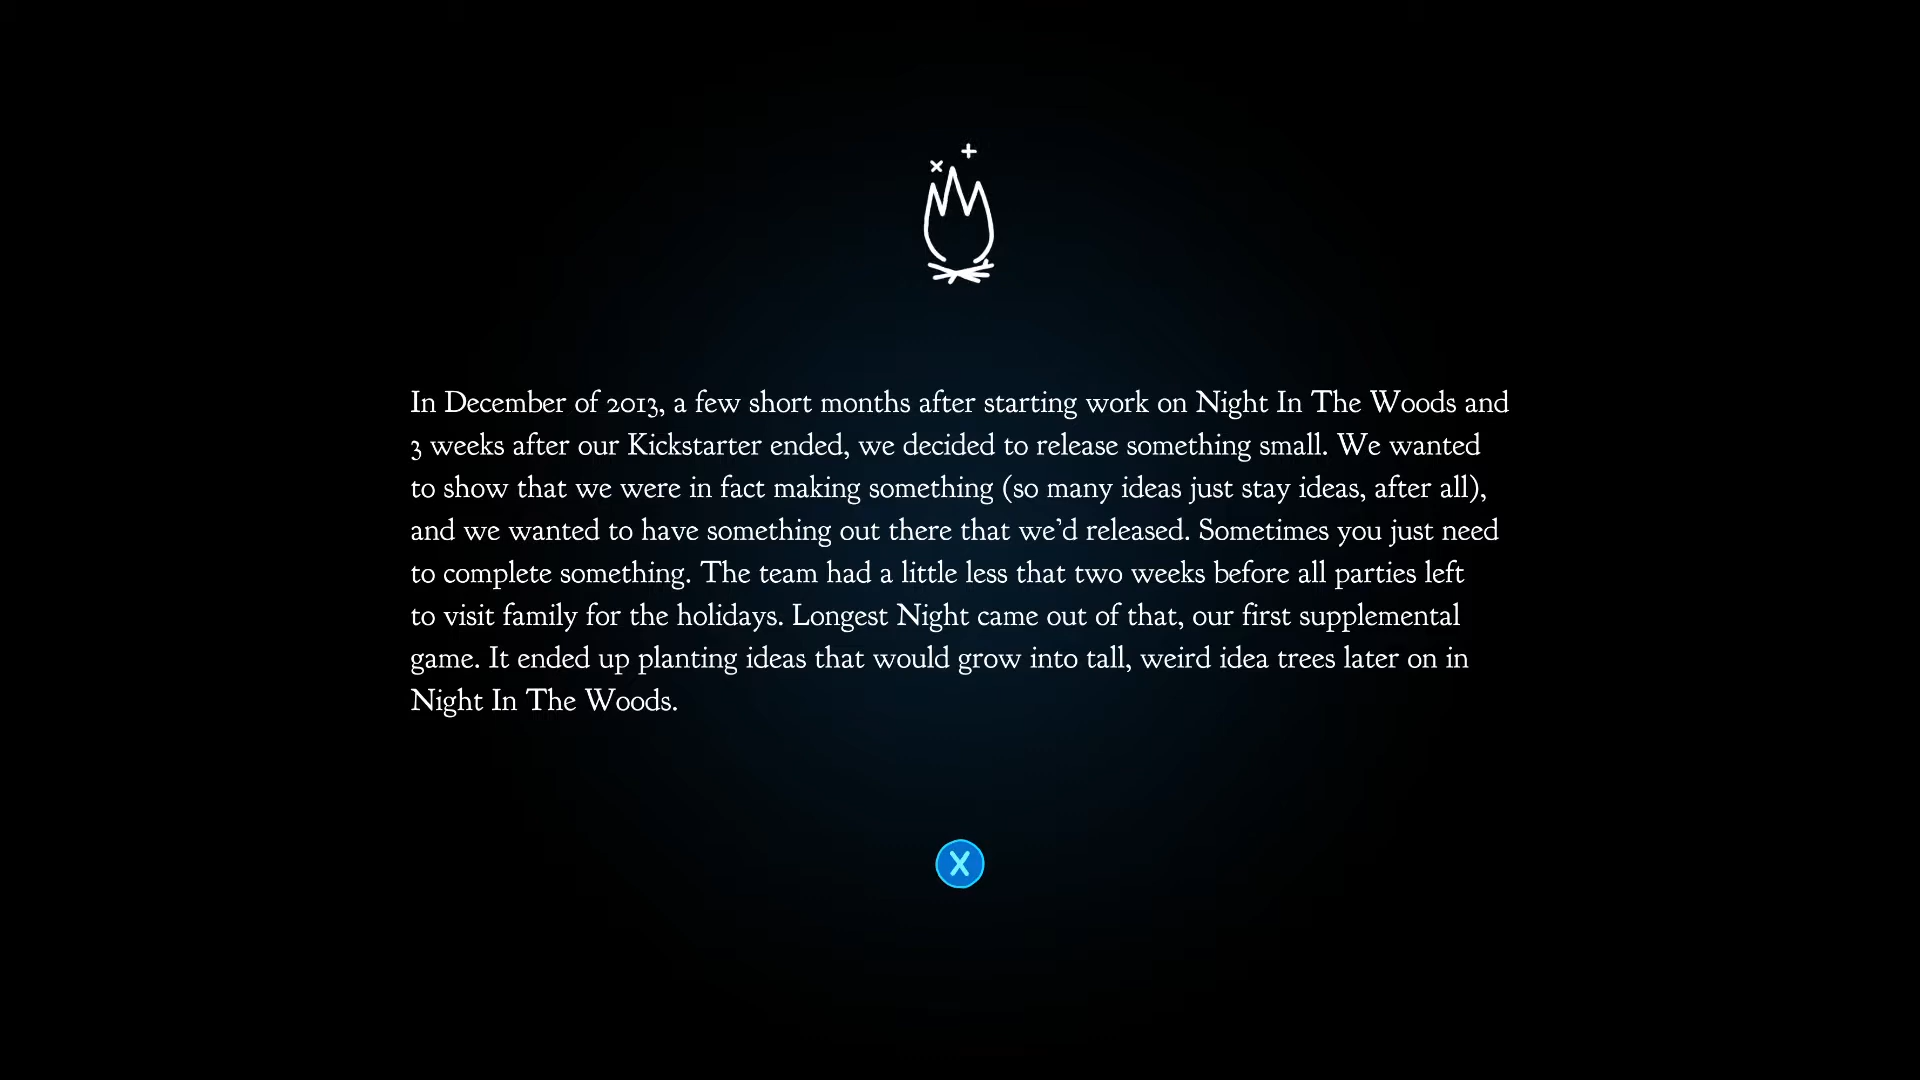 In December of 2013, a few short months after starting work on Night In The Woods and
3 weeks after our Kickstarter ended, we decided to release something small. We wanted
to show that we were in fact making something (so many ideas just stay ideas, after all),
and we wanted to have something out there that we’d released. Sometimes you just need
to complete something. The team had a little less that two weeks before all parties left
to visit family for the holidays. Longest Night came out of that, our first supplemental
game. It ended up planting ideas that would grow into tall, weird idea trees later on in
Night In The Woods.
X